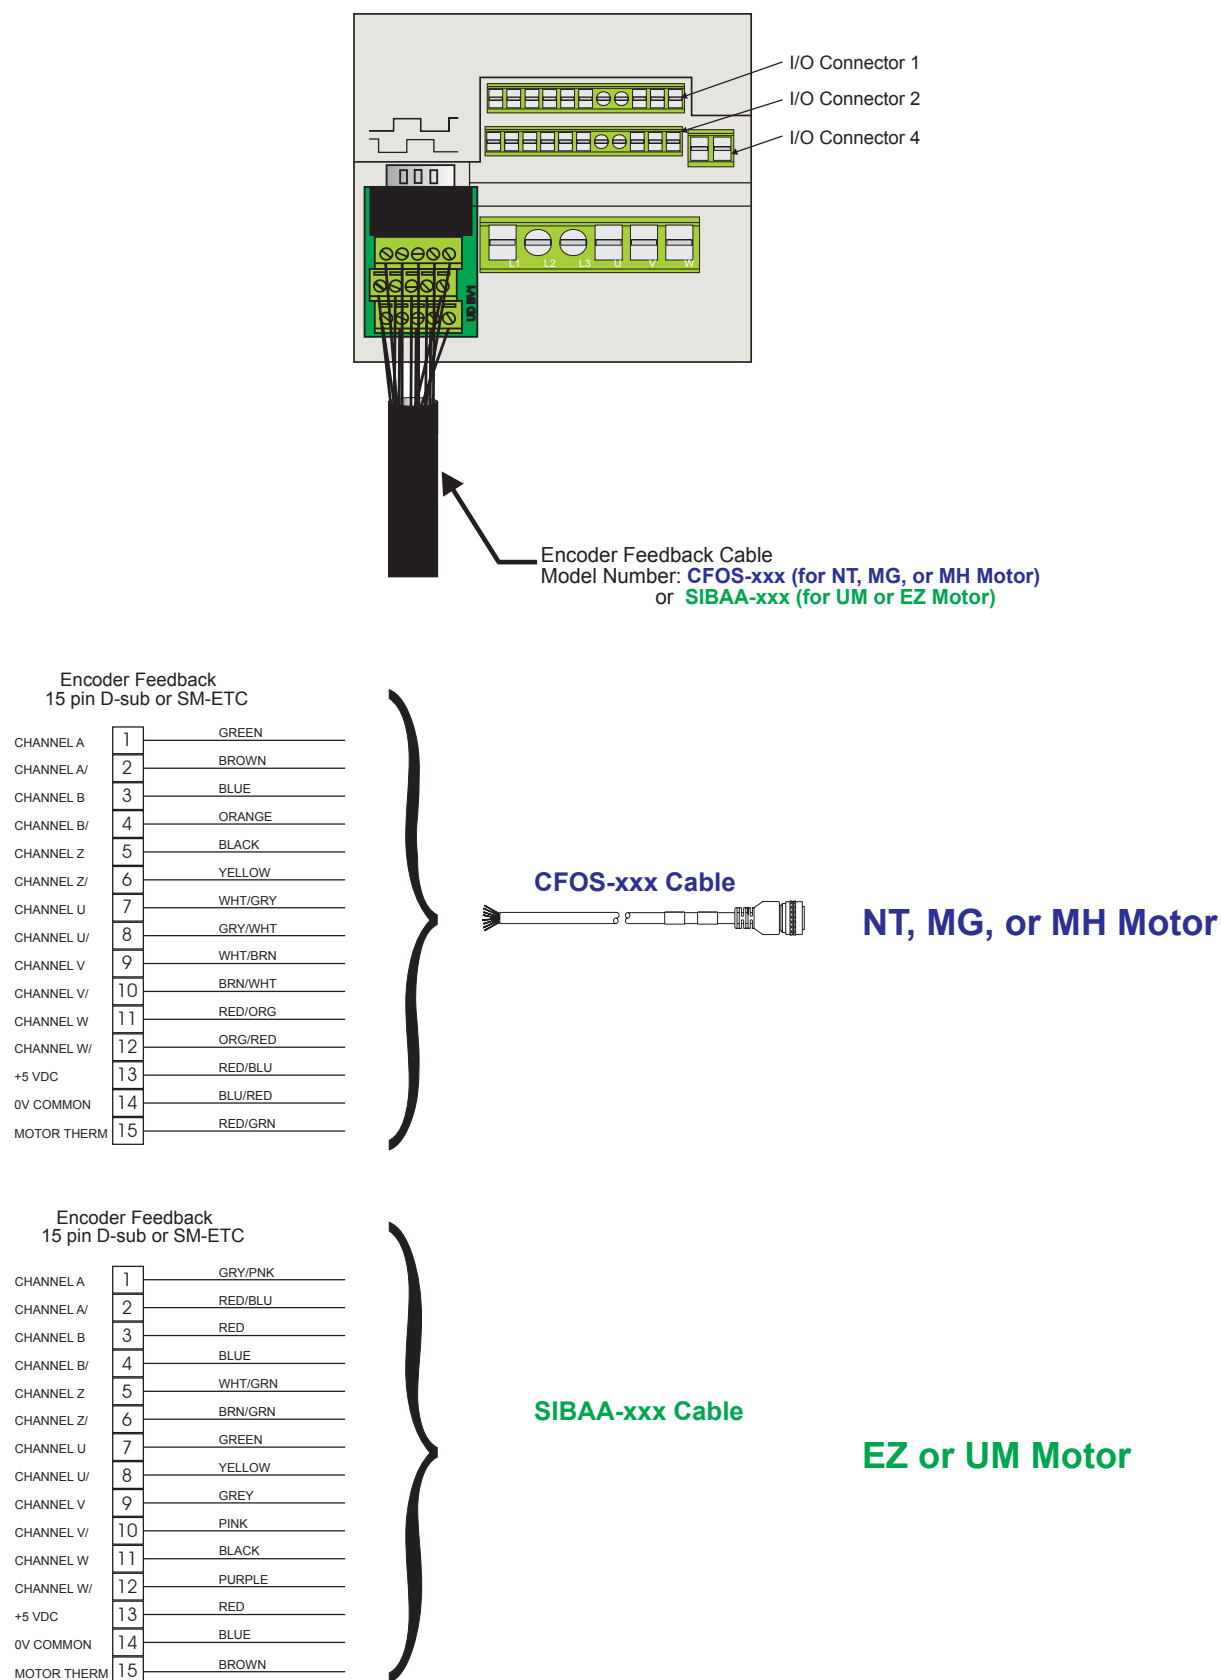 I/O Connector 1
I/O Connector 2
I/O Connector 4
L1 L2 L3 U V W
UD BV1
Encoder Feedback Cable
Model Number: CFOS-xxx (for NT, MG, or MH Motor)
or SIBAA-xxx (for UM or EZ Motor)
Encoder Feedback
15 pin D-sub or SM-ETC
CHANNEL A 1 GREEN
CHANNEL A/ 2 BROWN
CHANNEL B 3 BLUE
CHANNEL B/ 4 ORANGE
CHANNEL Z 5 BLACK
CHANNEL Z/ 6 YELLOW
CHANNEL U 7 WHT/GRY
CHANNEL U/ 8 GRY/WHT
CHANNEL V 9 WHT/BRN
CHANNEL V/ 10 BRN/WHT
CHANNEL W 11 RED/ORG
CHANNEL W/ 12 ORG/RED
+5 VDC 13 RED/BLU
0V COMMON 14 BLU/RED
MOTOR THERM 15 RED/GRN
CFOS-xxx Cable
NT, MG, or MH Motor
Encoder Feedback
15 pin D-sub or SM-ETC
CHANNEL A 1 GRY/PNK
CHANNEL A/ 2 RED/BLU
CHANNEL B 3 RED
CHANNEL B/ 4 BLUE
CHANNEL Z 5 WHT/GRN
CHANNEL Z/ 6 BRN/GRN
CHANNEL U 7 GREEN
CHANNEL U/ 8 YELLOW
CHANNEL V 9 GREY
CHANNEL V/ 10 PINK
CHANNEL W 11 BLACK
CHANNEL W/ 12 PURPLE
+5 VDC 13 RED
0V COMMON 14 BLUE
MOTOR THERM 15 BROWN
SIBAA-xxx Cable
EZ or UM Motor